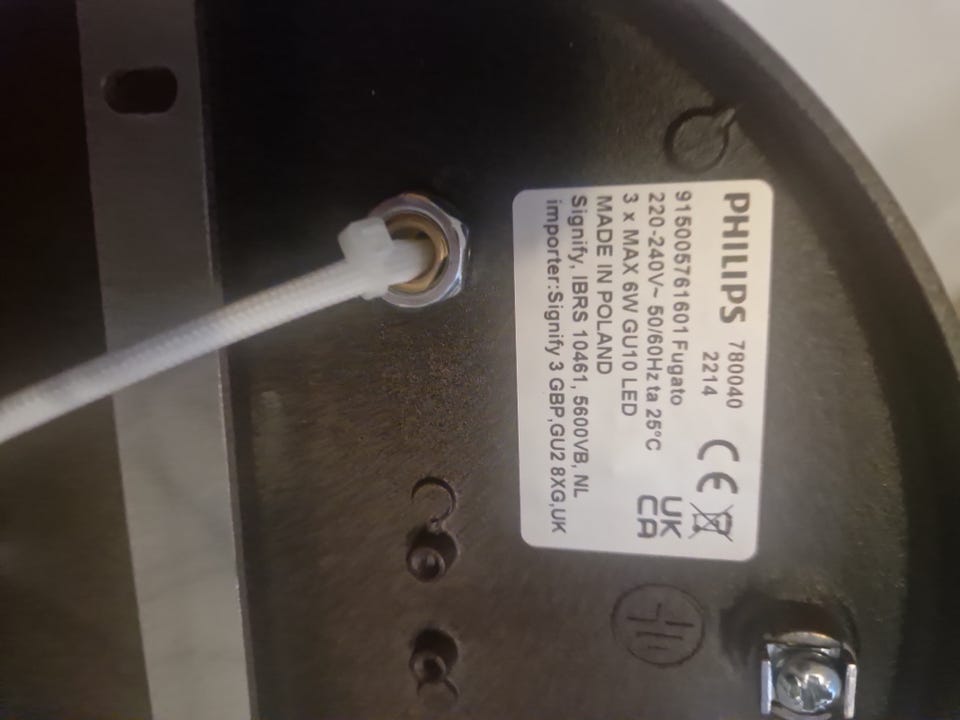 PHILIPS 780040
2214
915005761601 Fugato
220-240V~ 50/60Hz ta 25°C
3 x MAX 6W GU10 LED
MADE IN POLAND
Signify, IBRS 10461, 5600VB, NL
importer:Signify 3 GBP,GU2 8XG,UK
CE
UK
CA